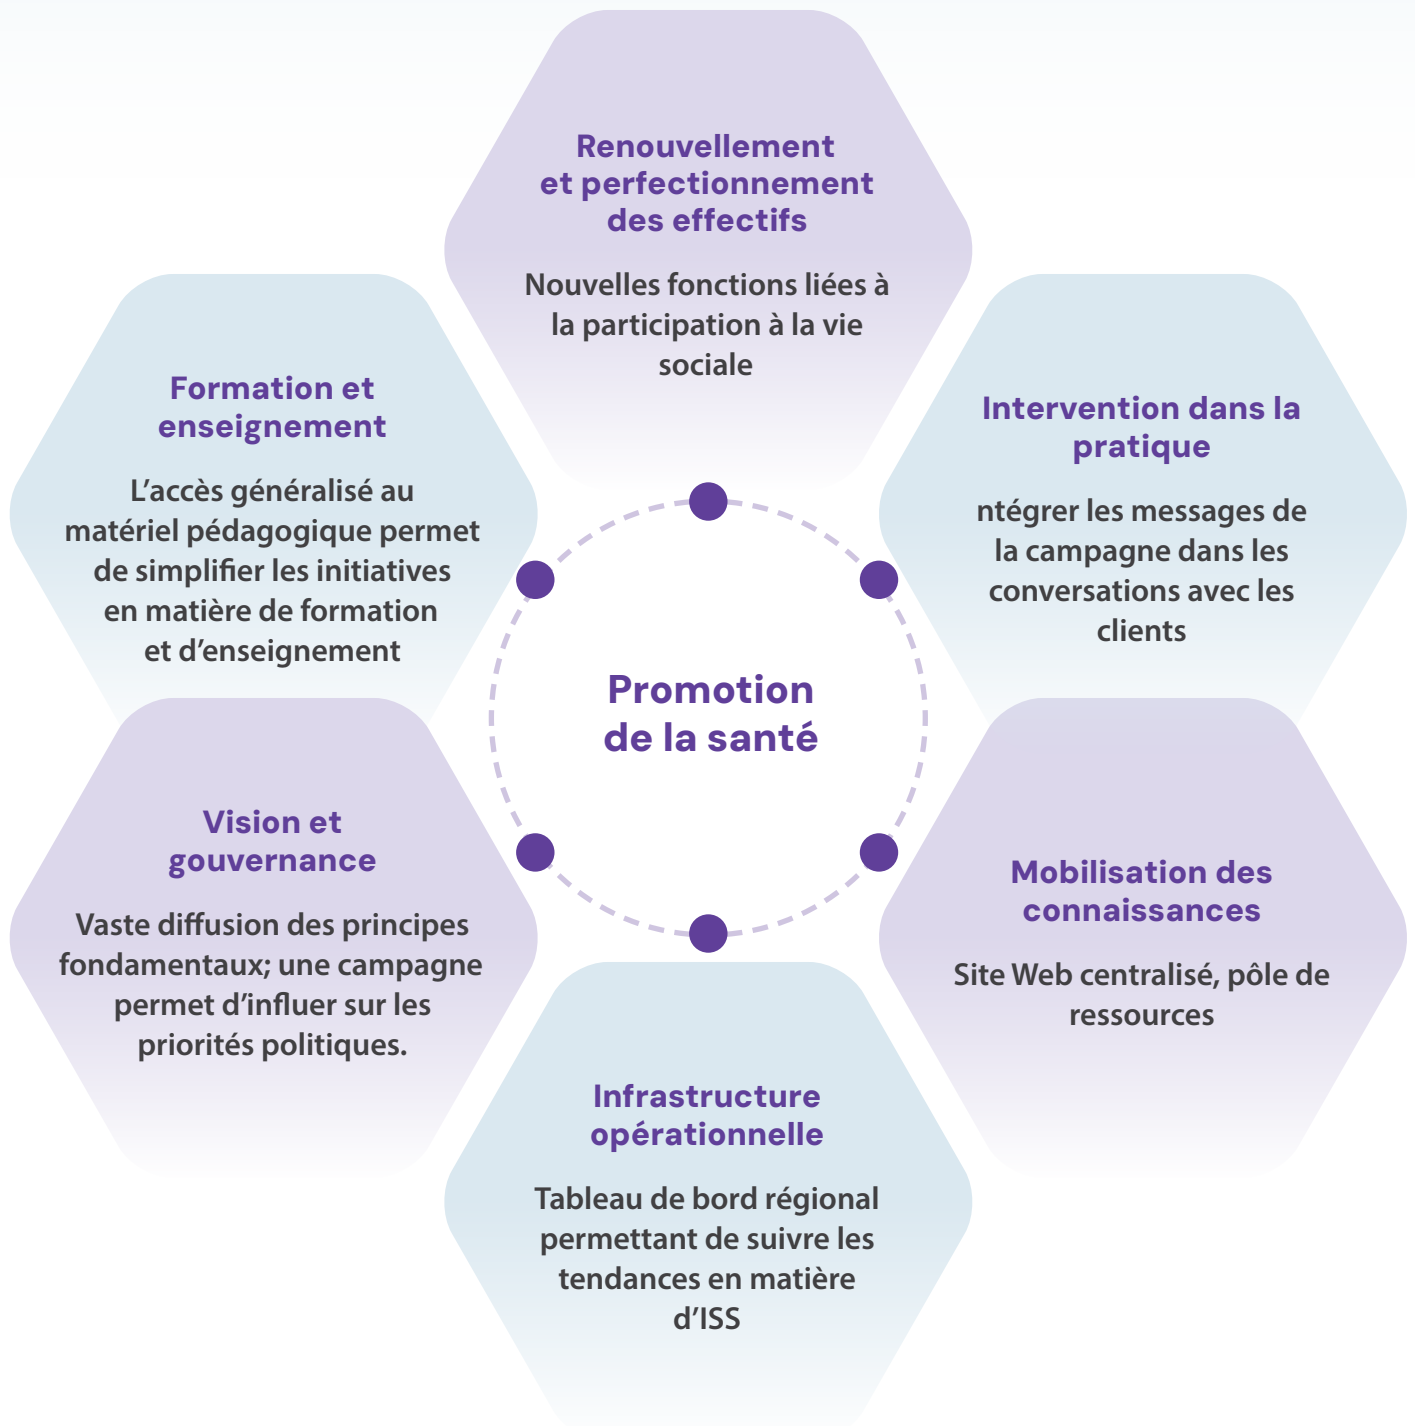 Renouvellement
et perfectionnement
des effectifs
Nouvelles fonctions liées à
la participation à la vie
sociale
Formation et
enseignement
L’accès généralisé au
matériel pédagogique permet
de simplifier les initiatives
en matière de formation
et d’enseignement
Intervention dans la
pratique
ntégrer les messages de
la campagne dans les
conversations avec les
clients
Promotion
de la santé
Vision et
gouvernance
Vaste diffusion des principes
fondamentaux; une campagne
permet d’influer sur les
priorités politiques.
Mobilisation des
connaissances
Site Web centralisé, pôle de
ressources
Infrastructure
opérationnelle
Tableau de bord régional
permettant de suivre les
tendances en matière
d’ISS